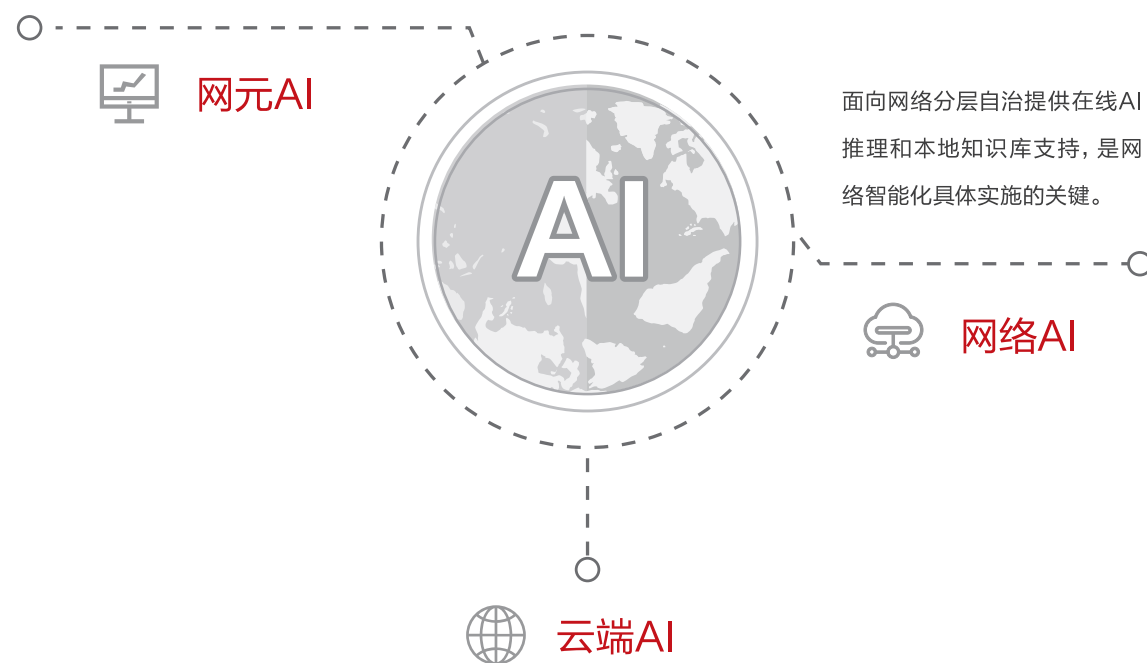 网元AI
面向网络分层自治提供在线AI
推理和本地知识库支持，是网
络智能化具体实施的关键。
AI
网络AI
云端AI